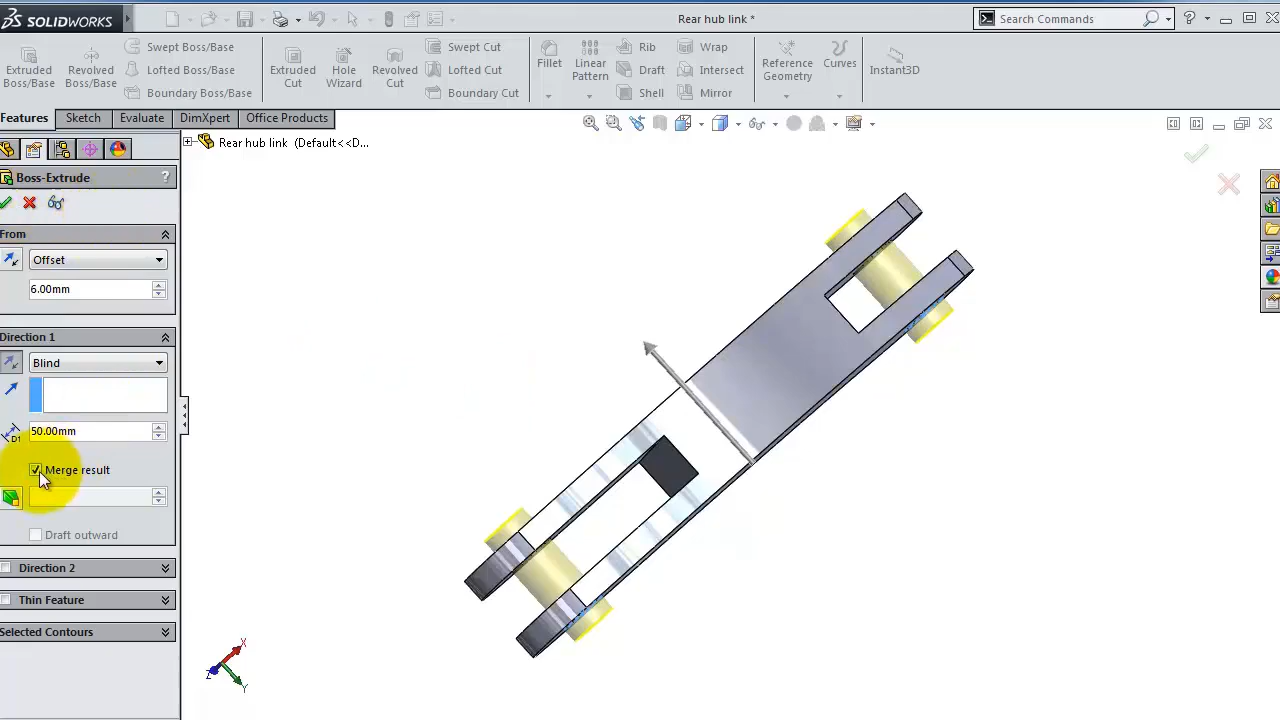 SOLIDWORKS
Rear hub link *
Search Commands
?
Extruded Boss/Base
Revolved Boss/Base
Swept Boss/Base
Lofted Boss/Base
Boundary Boss/Base
Extruded Cut
Hole Wizard
Revolved Cut
Swept Cut
Lofted Cut
Boundary Cut
Fillet
Linear Pattern
Rib
Draft
Shell
Wrap
Intersect
Mirror
Reference Geometry
Curves
Instant3D
Features
Sketch
Evaluate
DimXpert
Office Products
Rear hub link (Default<<D...
Boss-Extrude
?
From
Offset
6.00mm
Direction 1
Blind
D1
50.00mm
Merge result
Draft outward
Direction 2
Thin Feature
Selected Contours
X
Z
Y